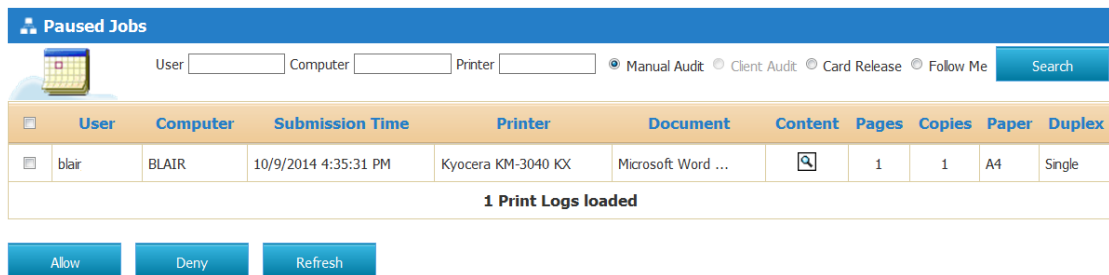 Paused Jobs
User Computer Printer Manual Audit Client Audit Card Release Follow Me Search
User Computer Submission Time Printer Document Content Pages Copies Paper Duplex
blair BLAIR 10/9/2014 4:35:31 PM Kyocera KM-3040 KX Microsoft Word ... 1 1 A4 Single
1 Print Logs loaded
Allow Deny Refresh